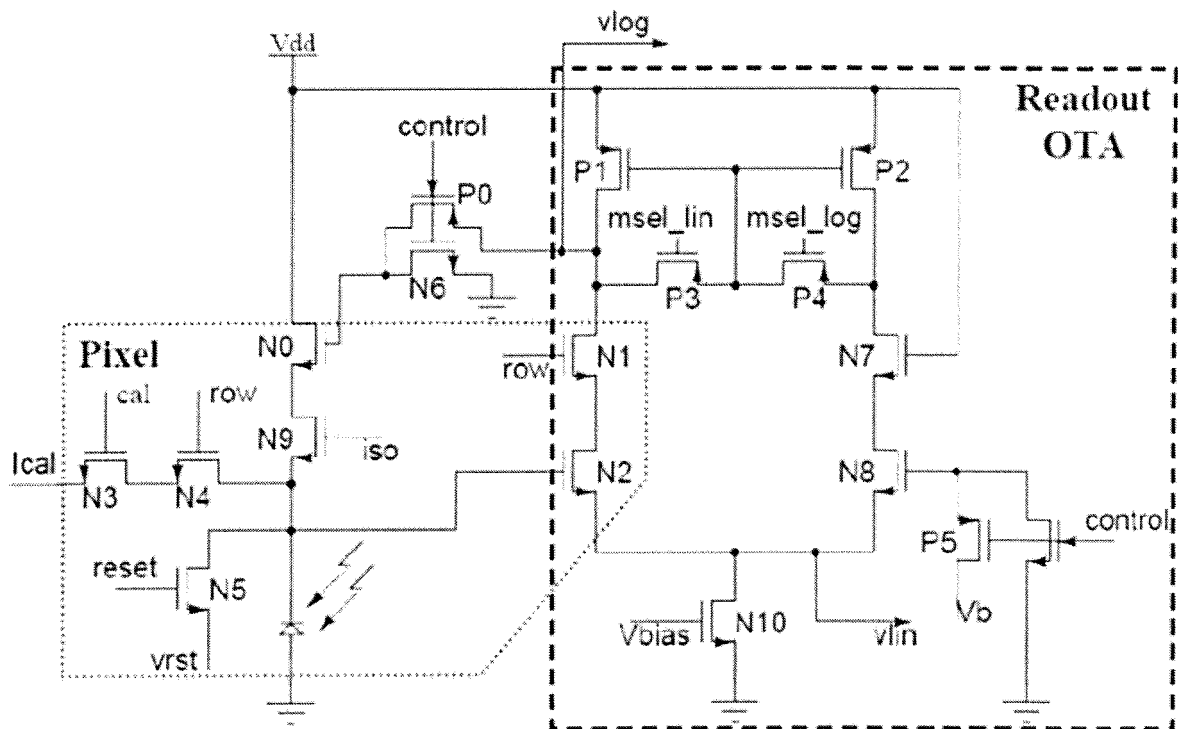 vlog
Vdd
Readout
OTA
control
P0
P1
P2
msel_lin
msel_log
N6
P3
P4
Pixel
N0
row
N1
N7
cal
row
N9
iso
Ical
N3
N4
N2
N8
P5
control
reset
N5
Vbias
N10
vlin
Vb
vrst